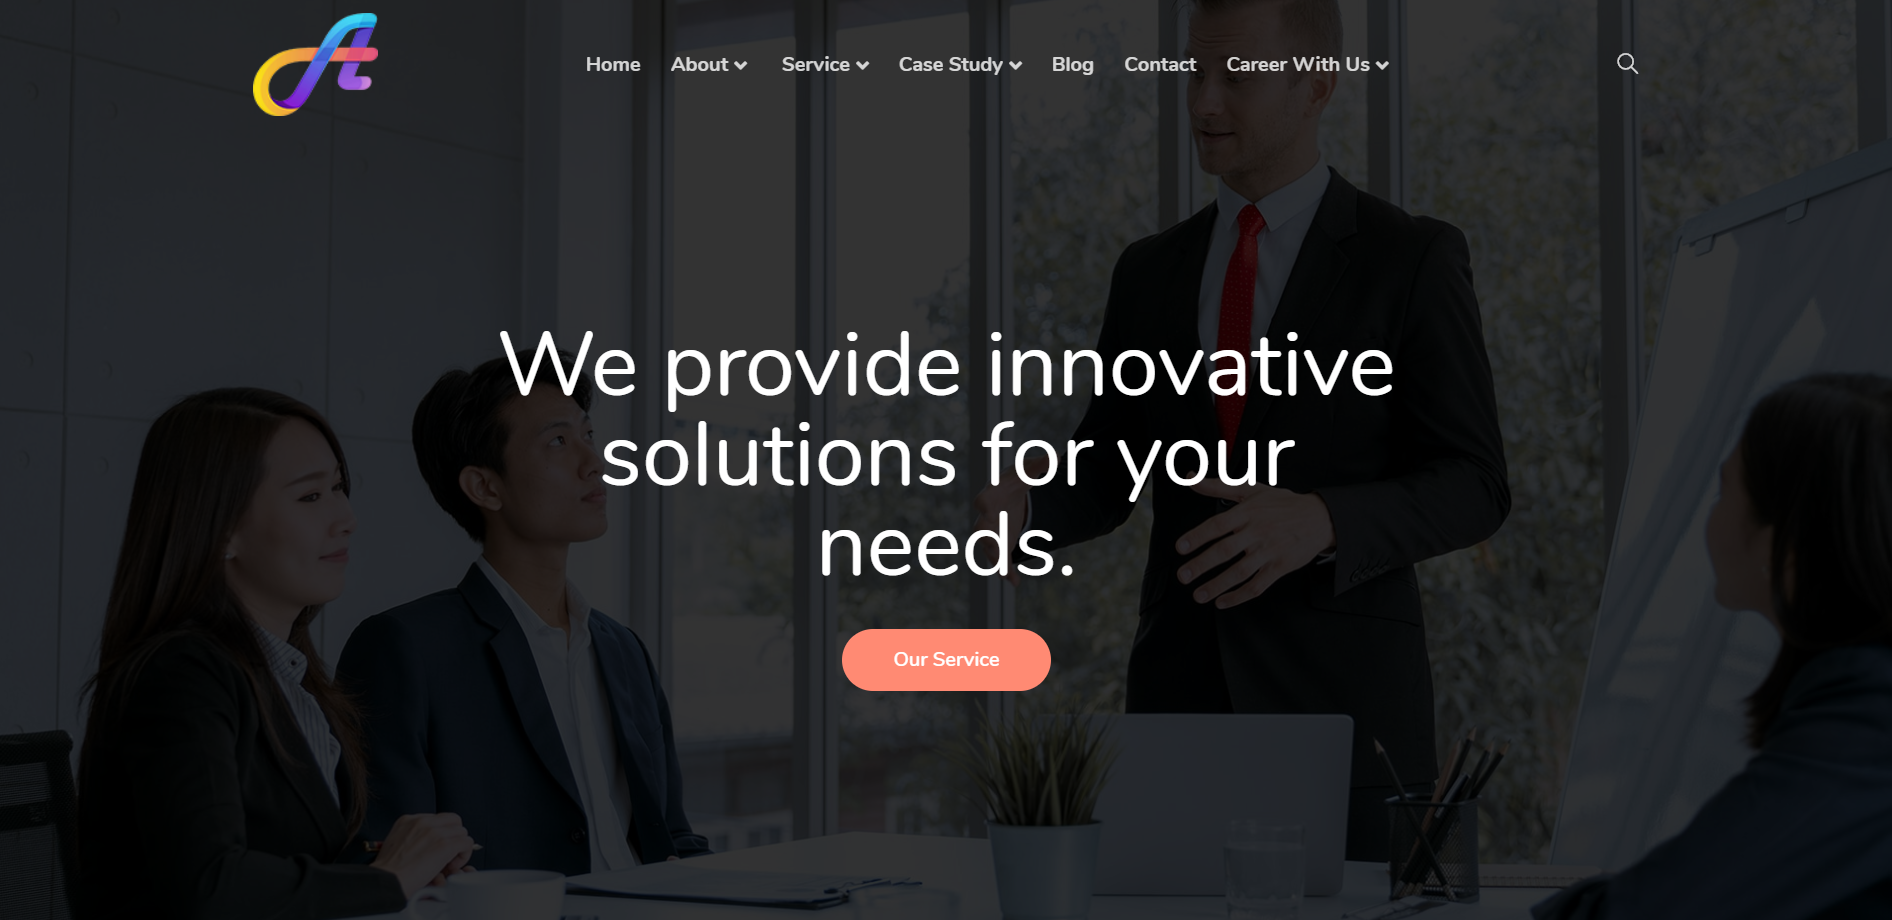 Home About Service Case Study Blog Contact Career With Us
We provide innovative
solutions for your
needs.
Our Service